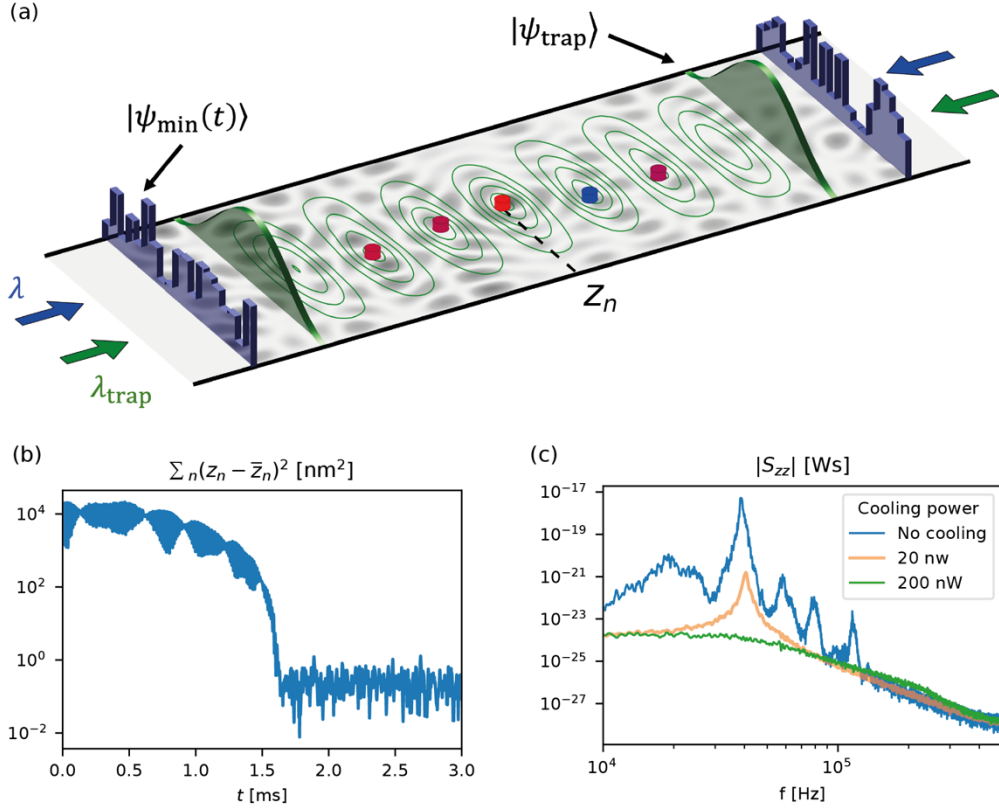 (a)
|ψtrap⟩
|ψmin(t)⟩
zn
λ
λtrap
(b)
∑n(zn − z̅n)² [nm²]
10⁴
10²
10⁰
10⁻²
0.0 0.5 1.0 1.5 2.0 2.5 3.0
t [ms]
(c)
|Szz| [Ws]
10⁻¹⁷
10⁻¹⁹
10⁻²¹
10⁻²³
10⁻²⁵
10⁻²⁷
Cooling power
No cooling
20 nw
200 nW
10⁴ 10⁵
f [Hz]